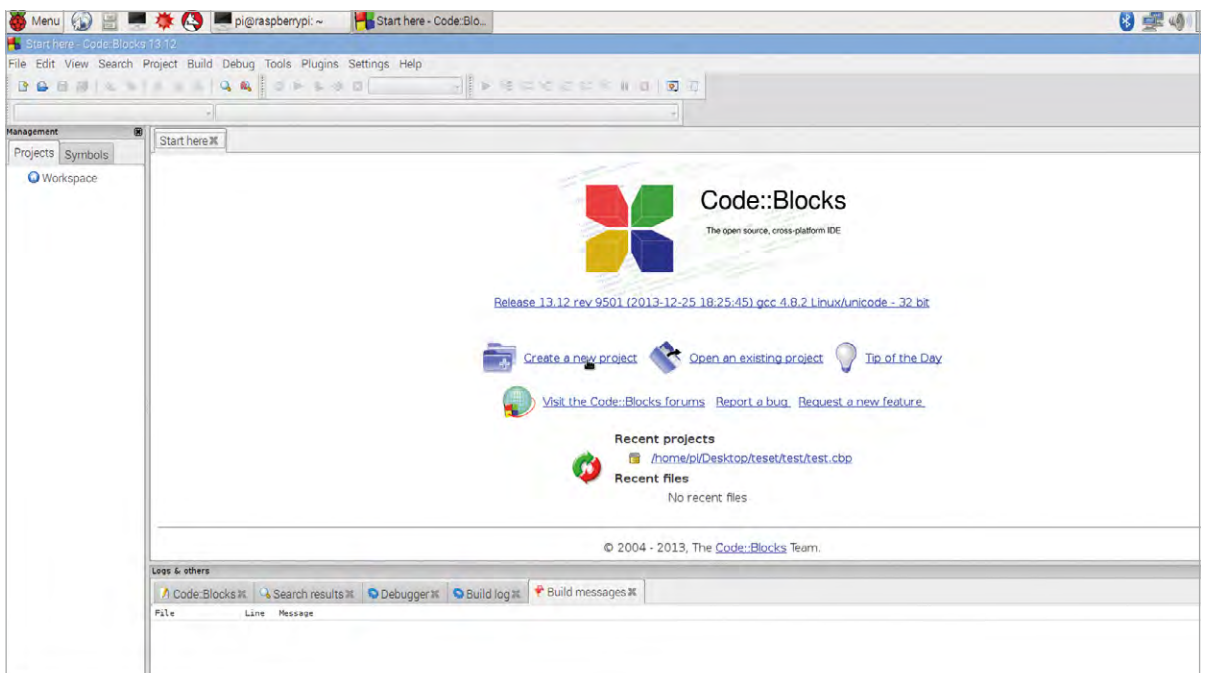 Menu pi@raspberrypi: ~ Start here - Code::Blo...
Start here - Code::Blocks 13.12
File Edit View Search Project Build Debug Tools Plugins Settings Help
Management
Projects Symbols
Workspace
Start here
Code::Blocks
The open source, cross-platform IDE
Release 13.12 rev 9501 (2013-12-25 18:25:45) gcc 4.8.2 Linux/unicode - 32 bit
Create a new project Open an existing project Tip of the Day
Visit the Code::Blocks forums Report a bug Request a new feature
Recent projects
/home/pi/Desktop/teset/test/test.cbp
Recent files
No recent files
© 2004 - 2013, The Code::Blocks Team.
Logs & others
Code::Blocks Search results Debugger Build log Build messages
File Line Message